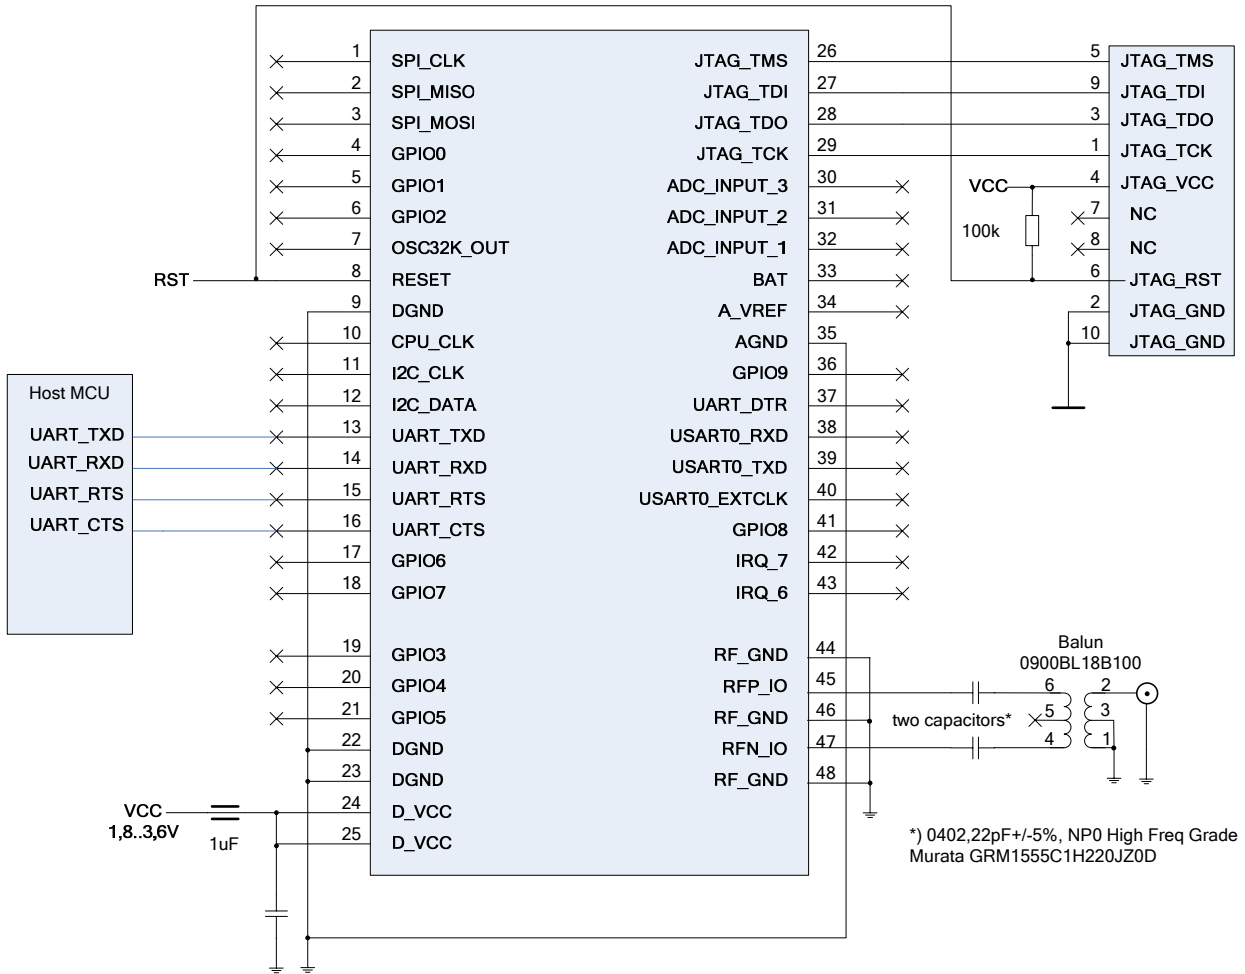 1 SPI_CLK JTAG_TMS 26
2 SPI_MISO JTAG_TDI 27
3 SPI_MOSI JTAG_TDO 28
4 GPIO0 JTAG_TCK 29
5 GPIO1 ADC_INPUT_3 30
6 GPIO2 ADC_INPUT_2 31
7 OSC32K_OUT ADC_INPUT_1 32
RST 8 RESET BAT 33
9 DGND A_VREF 34
10 CPU_CLK AGND 35
11 I2C_CLK GPIO9 36
12 I2C_DATA UART_DTR 37
13 UART_TXD USART0_RXD 38
14 UART_RXD USART0_TXD 39
15 UART_RTS USART0_EXTCLK 40
16 UART_CTS GPIO8 41
17 GPIO6 IRQ_7 42
18 GPIO7 IRQ_6 43
19 GPIO3 RF_GND 44
20 GPIO4 RFP_IO 45
21 GPIO5 RF_GND 46
22 DGND RFN_IO 47
23 DGND RF_GND 48
24 D_VCC
25 D_VCC
Host MCU
UART_TXD
UART_RXD
UART_RTS
UART_CTS
VCC
1,8..3,6V
1uF
5 JTAG_TMS
9 JTAG_TDI
3 JTAG_TDO
1 JTAG_TCK
VCC 4 JTAG_VCC
7 NC
100k
8 NC
6 JTAG_RST
2 JTAG_GND
10 JTAG_GND
Balun
0900BL18B100
6 2
two capacitors* 5 3
4 1
*) 0402,22pF+/-5%, NP0 High Freq Grade
Murata GRM1555C1H220JZ0D